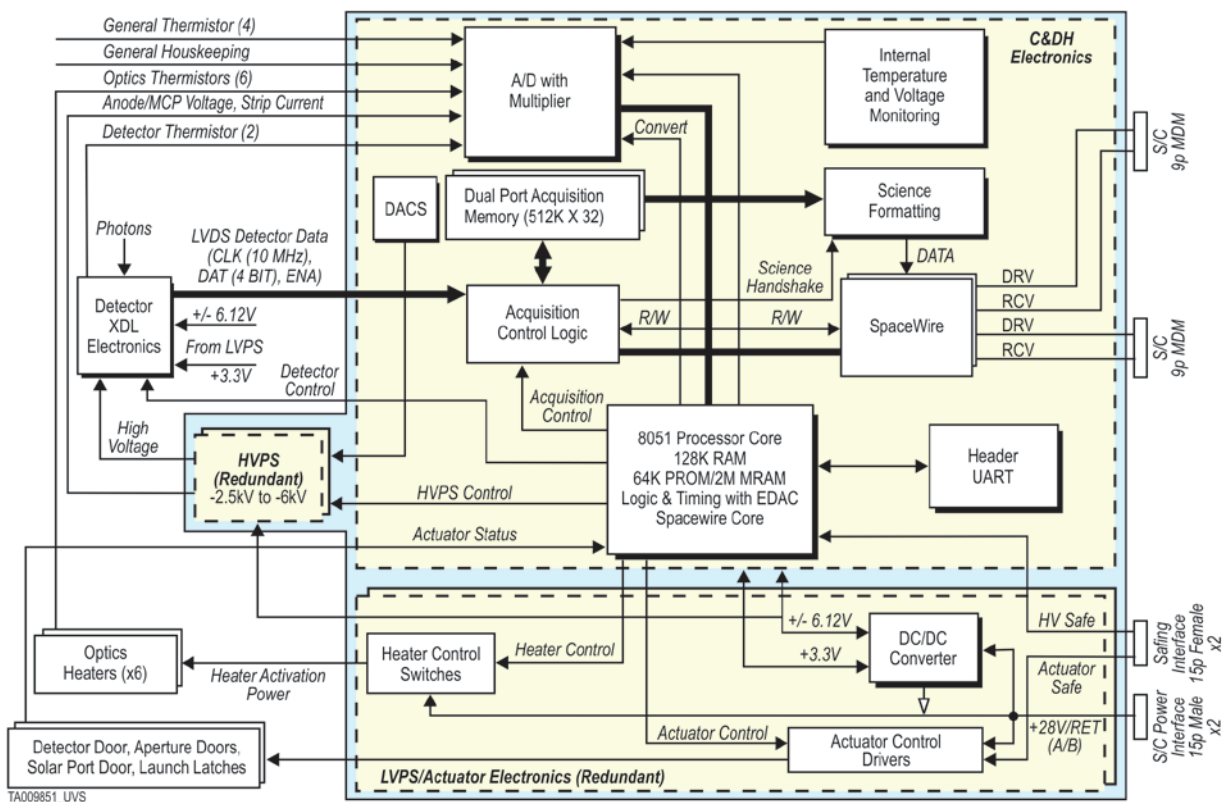 General Thermistor (4)
General Houskeeping
Optics Thermistors (6)
Anode/MCP Voltage, Strip Current
Detector Thermistor (2)
A/D with
Multiplier
Convert
Internal
Temperature
and Voltage
Monitoring
C&DH
Electronics
S/C
9p MDM
DACS
Dual Port Acquisition
Memory (512K X 32)
Science
Formatting
Photons
LVDS Detector Data
(CLK (10 MHz),
DAT (4 BIT), ENA)
Science
Handshake
DATA
Detector
XDL
Electronics
+/- 6.12V
From LVPS
+3.3V
Acquisition
Control Logic
R/W
R/W
SpaceWire
DRV
RCV
DRV
RCV
S/C
9p MDM
Detector
Control
Acquisition
Control
High
Voltage
HVPS
(Redundant)
-2.5kV to -6kV
HVPS Control
8051 Processor Core
128K RAM
64K PROM/2M MRAM
Logic & Timing with EDAC
Spacewire Core
Header
UART
Actuator Status
+/- 6.12V
+3.3V
DC/DC
Converter
HV Safe
Actuator
Safe
Safing
Interface
15p Female
x2
Optics
Heaters (x6)
Heater Activation
Power
Heater Control
Switches
Heater Control
+28V/RET
(A/B)
S/C Power
Interface
15p Male
x2
Detector Door, Aperture Doors,
Solar Port Door, Launch Latches
Actuator Control
Actuator Control
Drivers
LVPS/Actuator Electronics (Redundant)
TA009851_UVS